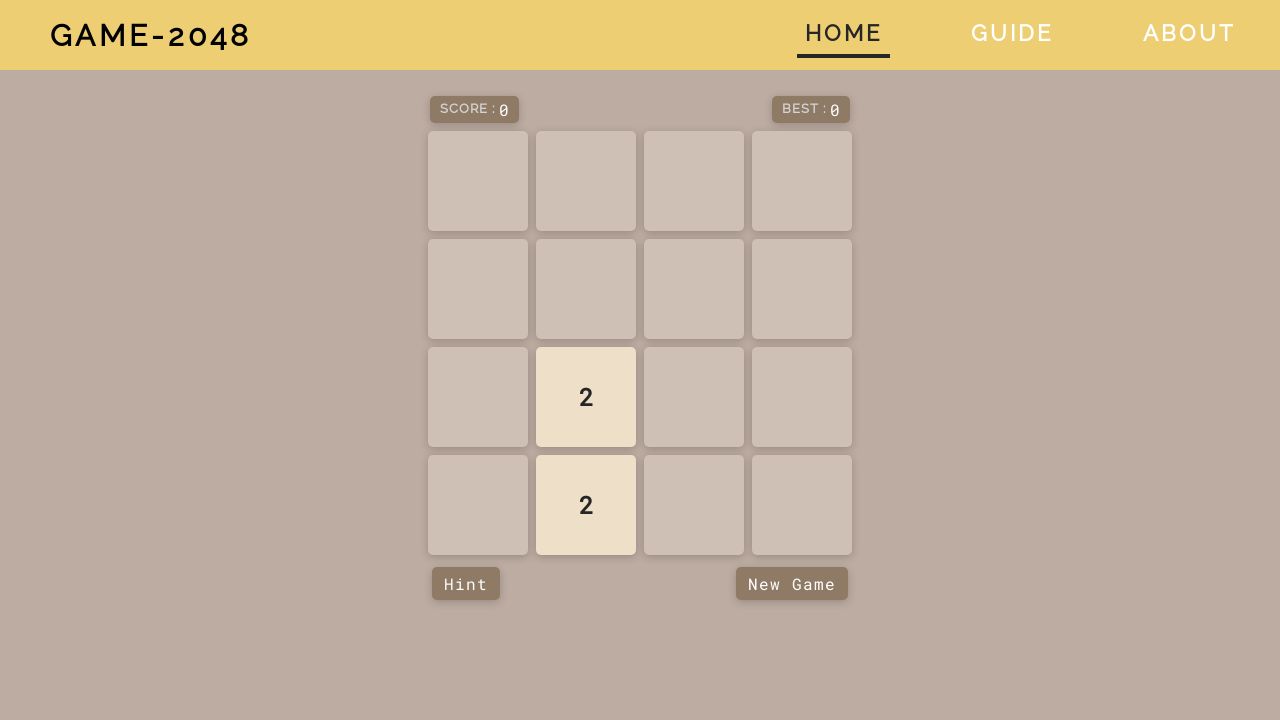 GAME-2048 HOME GUIDE ABOUT
SCORE : 0 BEST : 0
2
2
Hint New Game